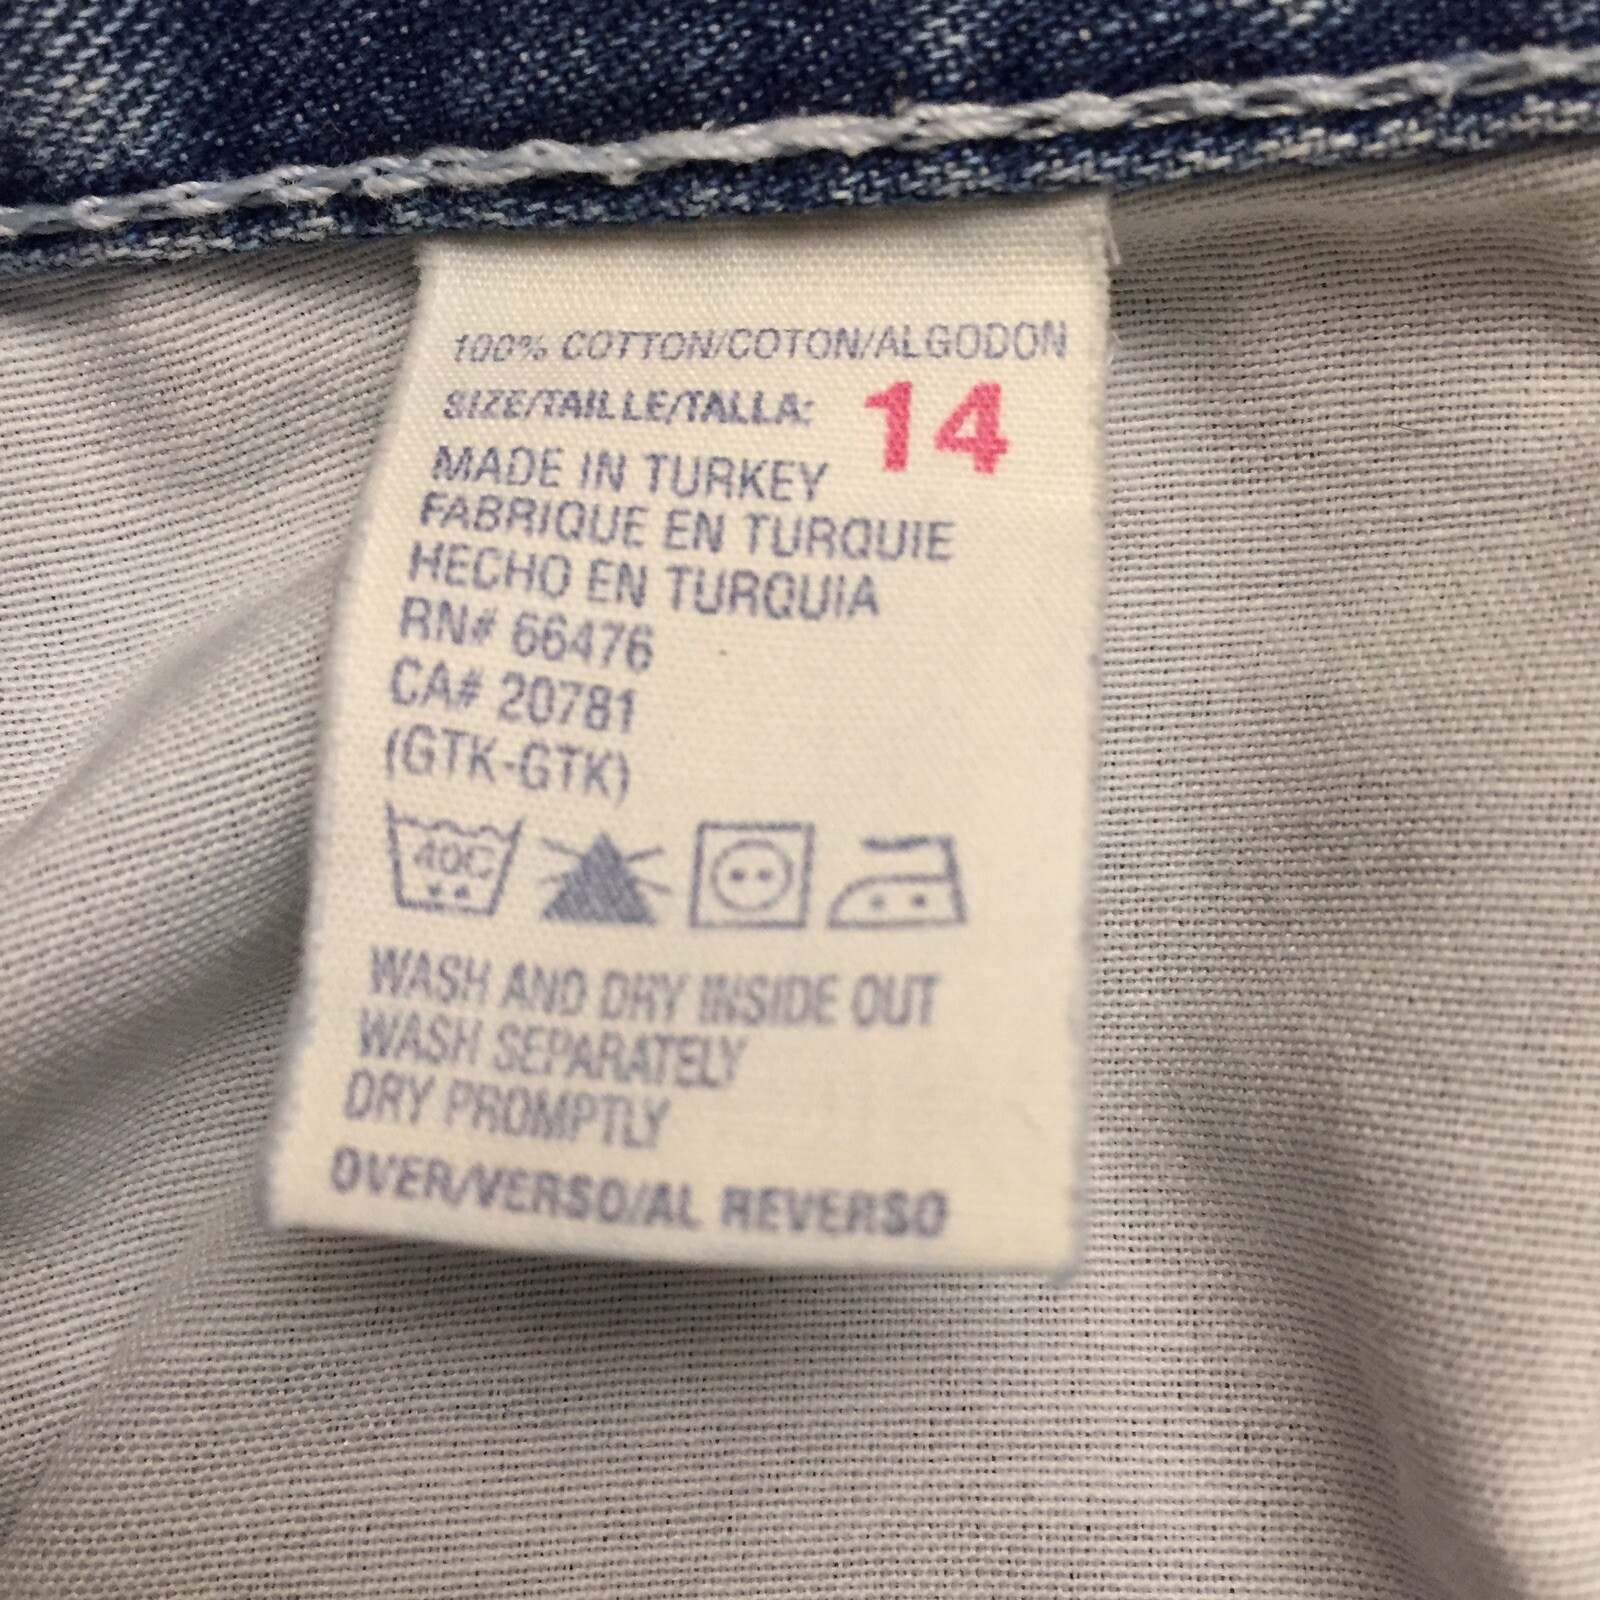 100% COTTON/COTON/ALGODON
SIZE/TAILLE/TALLA: 14
MADE IN TURKEY
FABRIQUE EN TURQUIE
HECHO EN TURQUIA
RN# 66476
CA# 20781
(GTK-GTK)
40C
WASH AND DRY INSIDE OUT
WASH SEPARATELY
DRY PROMPTLY
OVER/VERSO/AL REVERSO